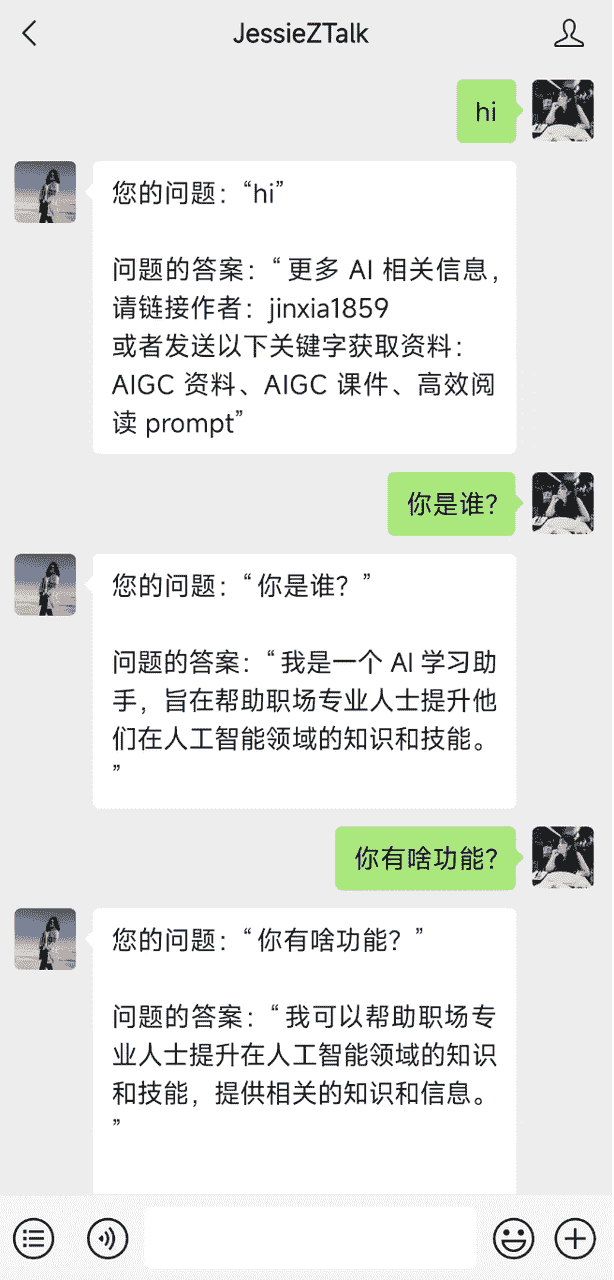 JessieZTalk
hi
您的问题：“hi”
问题的答案：“更多 AI 相关信息，
请链接作者：jinxia1859
或者发送以下关键字获取资料：
AIGC 资料、AIGC 课件、高效阅
读 prompt”
你是谁？
您的问题：“你是谁？”
问题的答案：“我是一个 AI 学习助
手，旨在帮助职场专业人士提升他
们在人工智能领域的知识和技能。
”
你有啥功能？
您的问题：“你有啥功能？”
问题的答案：“我可以帮助职场专
业人士提升在人工智能领域的知识
和技能，提供相关的知识和信息。
”